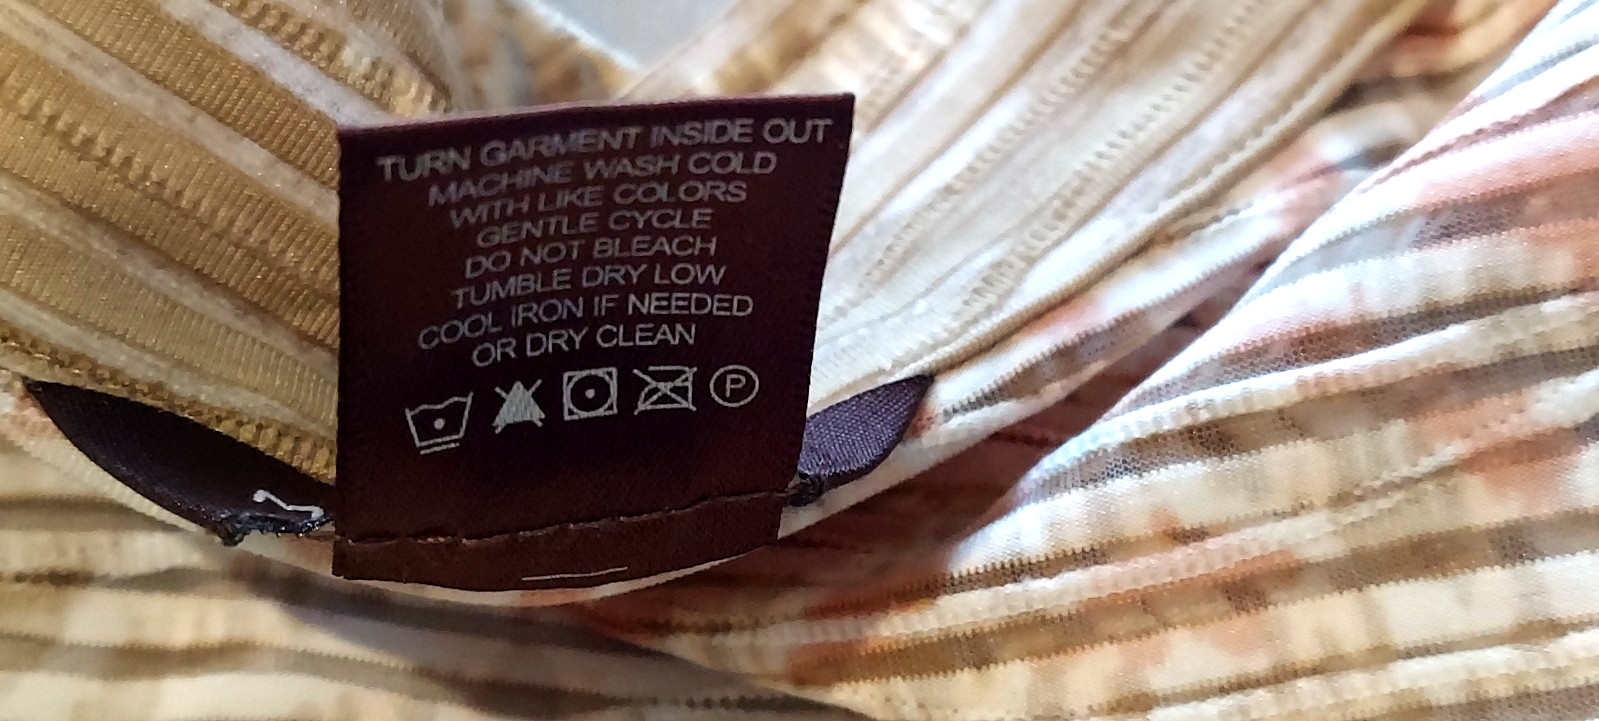 TURN GARMENT INSIDE OUT
MACHINE WASH COLD
WITH LIKE COLORS
GENTLE CYCLE
DO NOT BLEACH
TUMBLE DRY LOW
COOL IRON IF NEEDED
OR DRY CLEAN
P